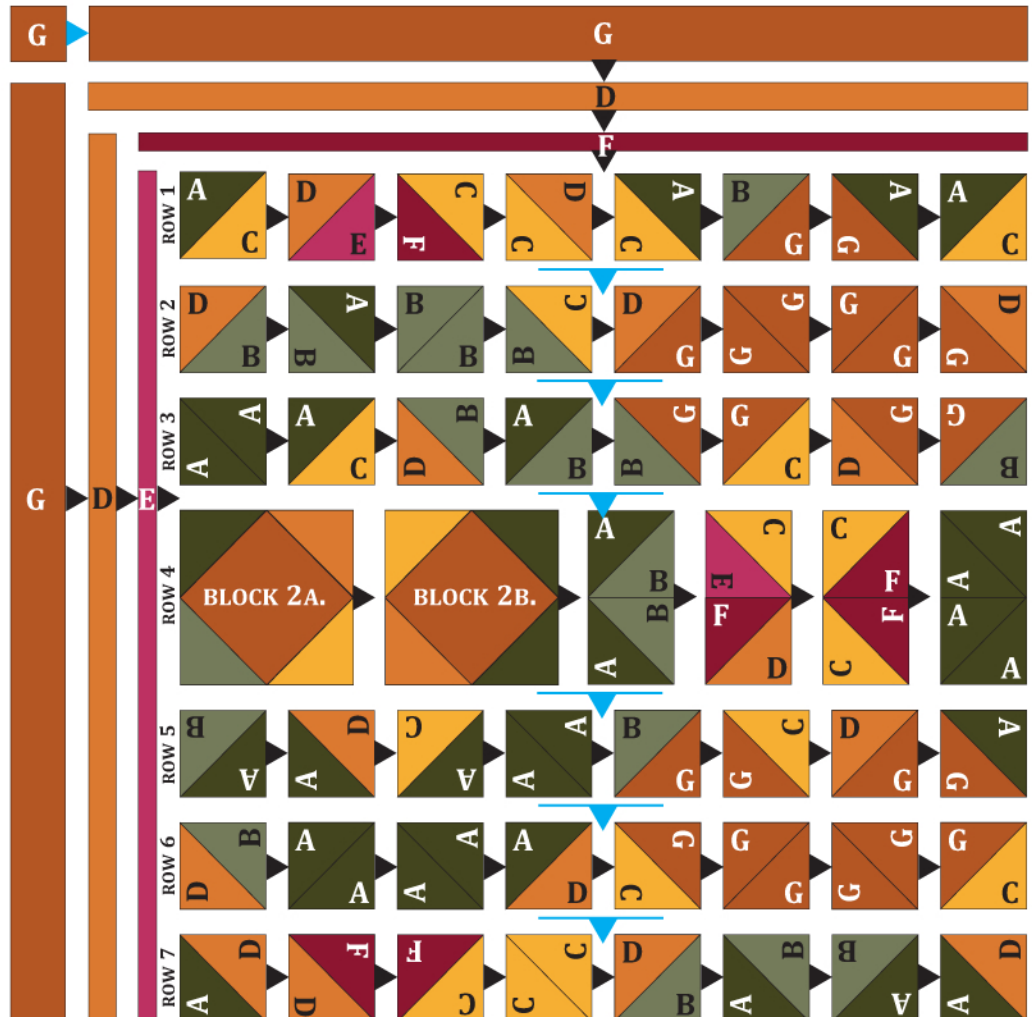 G G
D
F
ROW 1 A C D E F C C D C A B G G A A C
ROW 2 D B B A B B B C D G G G G G G D
ROW 3 A A A C D B A B B G G C D G G B
G D E
ROW 4 BLOCK 2A. BLOCK 2B. A B B A E C F D C F F C A A A A
ROW 5 B A A D C A A A B G G C D G G A
ROW 6 D B A A A A A D C G G G G G G C
ROW 7 A D D F F C C C D B A B B A A D